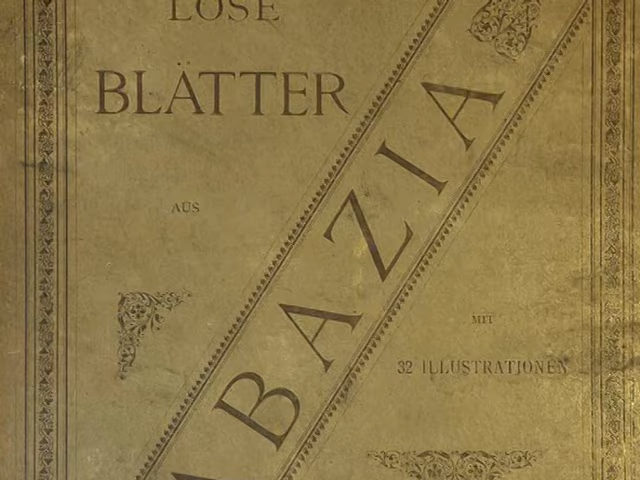 LOSE
BLÄTTER
AUS
ABAZIA
MIT
32 ILLUSTRATIONEN